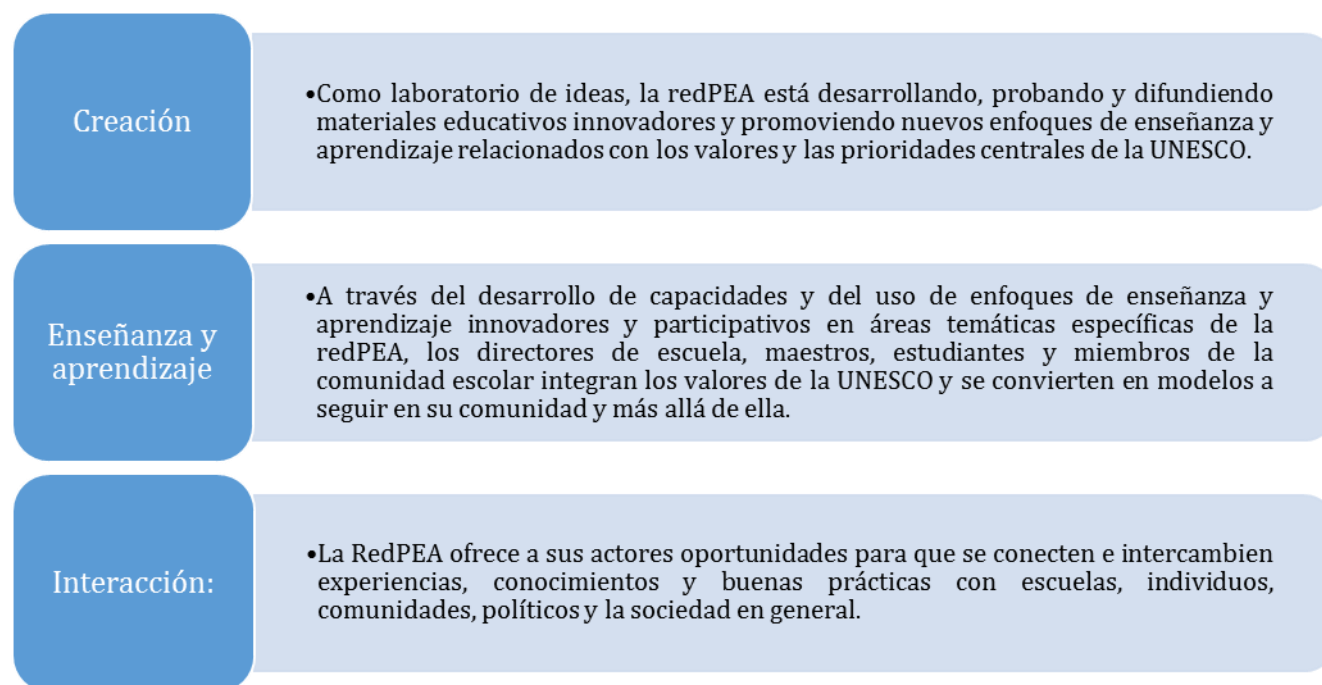 Creación
•Como laboratorio de ideas, la redPEA está desarrollando, probando y difundiendo
materiales educativos innovadores y promoviendo nuevos enfoques de enseñanza y
aprendizaje relacionados con los valores y las prioridades centrales de la UNESCO.
Enseñanza y
aprendizaje
•A través del desarrollo de capacidades y del uso de enfoques de enseñanza y
aprendizaje innovadores y participativos en áreas temáticas específicas de la
redPEA, los directores de escuela, maestros, estudiantes y miembros de la
comunidad escolar integran los valores de la UNESCO y se convierten en modelos a
seguir en su comunidad y más allá de ella.
Interacción:
•La RedPEA ofrece a sus actores oportunidades para que se conecten e intercambien
experiencias, conocimientos y buenas prácticas con escuelas, individuos,
comunidades, políticos y la sociedad en general.